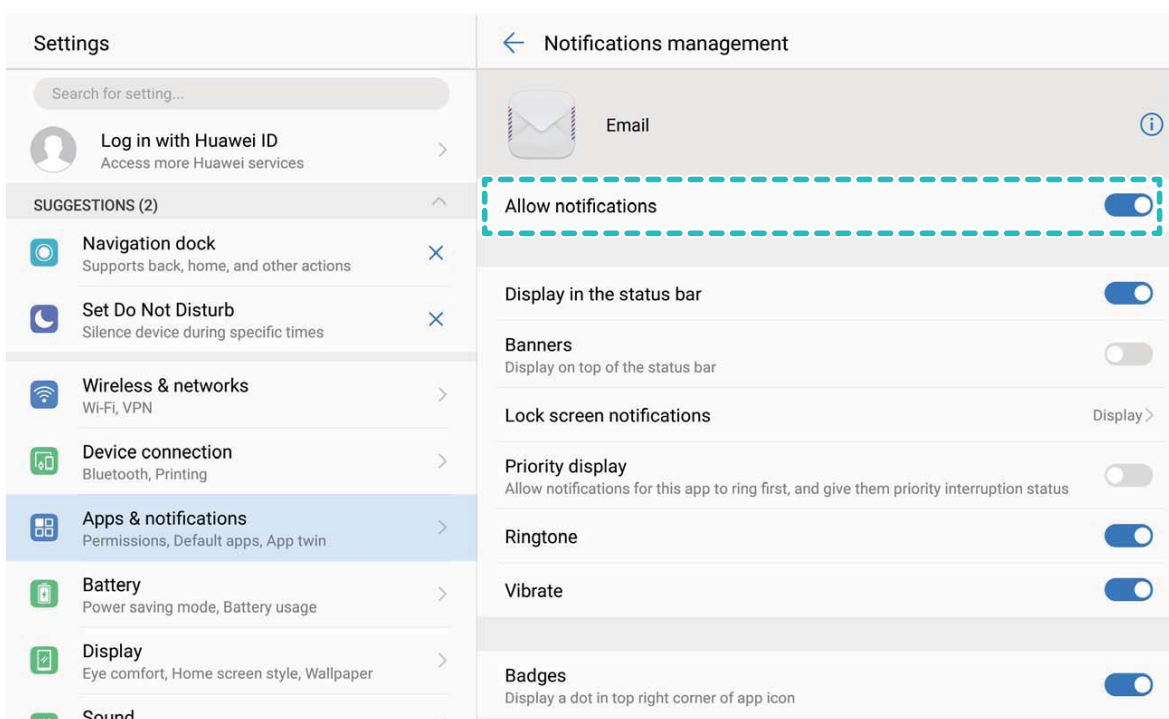 Settings
Search for setting...
Log in with Huawei ID
Access more Huawei services
SUGGESTIONS (2)
Navigation dock
Supports back, home, and other actions
Set Do Not Disturb
Silence device during specific times
Wireless & networks
Wi-Fi, VPN
Device connection
Bluetooth, Printing
Apps & notifications
Permissions, Default apps, App twin
Battery
Power saving mode, Battery usage
Display
Eye comfort, Home screen style, Wallpaper
Sound
Notifications management
Email
Allow notifications
Display in the status bar
Banners
Display on top of the status bar
Lock screen notifications
Display
Priority display
Allow notifications for this app to ring first, and give them priority interruption status
Ringtone
Vibrate
Badges
Display a dot in top right corner of app icon